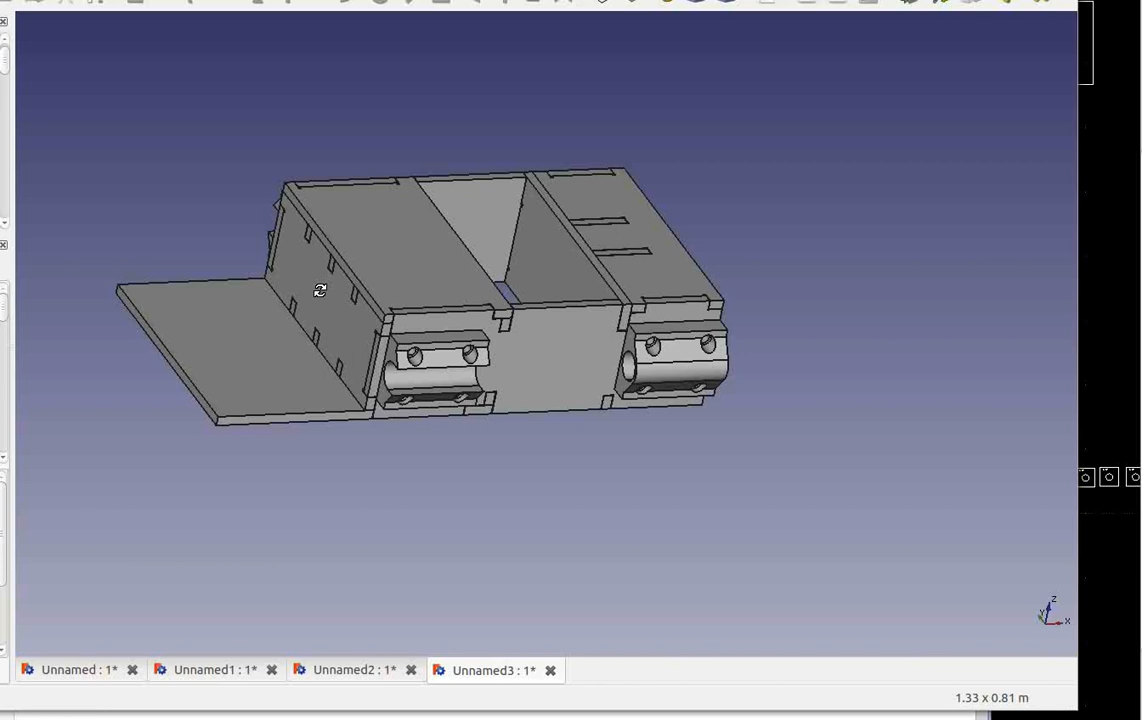 z
x
Unnamed : 1*
Unnamed1 : 1*
Unnamed2 : 1*
Unnamed3 : 1*
1.33 x 0.81 m